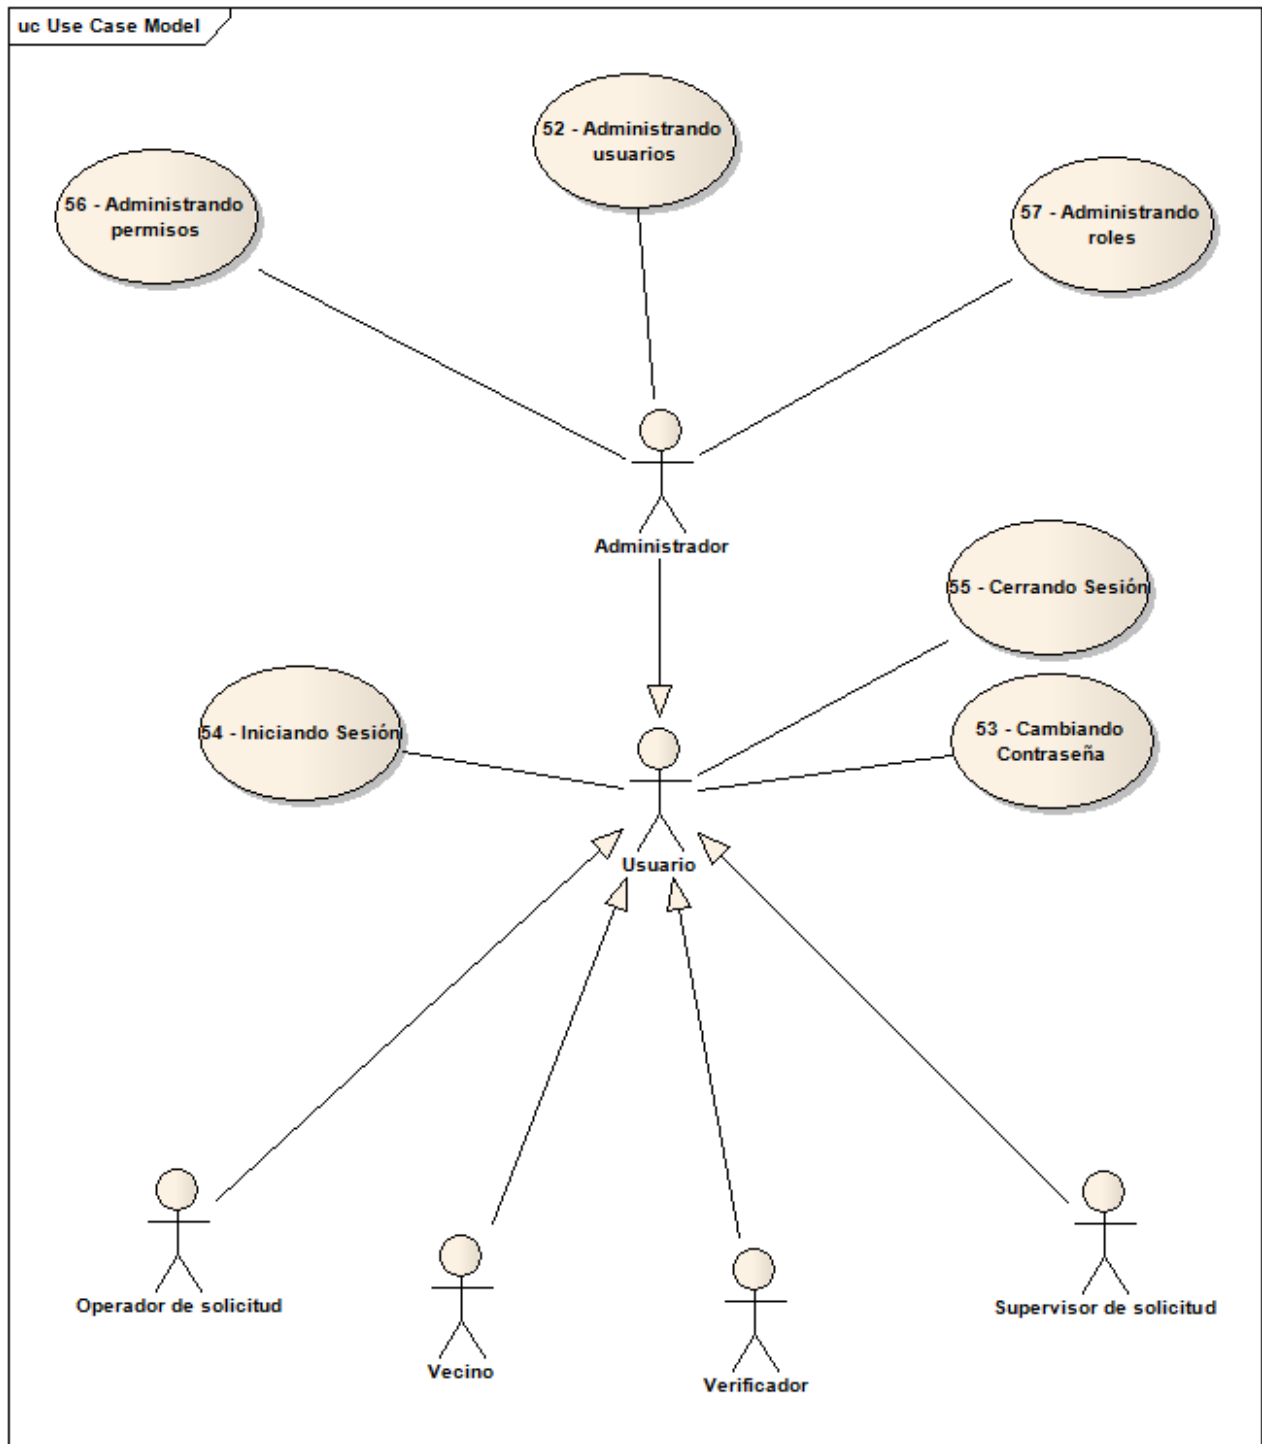 uc Use Case Model
52 - Administrando
usuarios
56 - Administrando
permisos
57 - Administrando
roles
Administrador
55 - Cerrando Sesión
54 - Iniciando Sesión
53 - Cambiando
Contraseña
Usuario
Operador de solicitud
Supervisor de solicitud
Vecino
Verificador